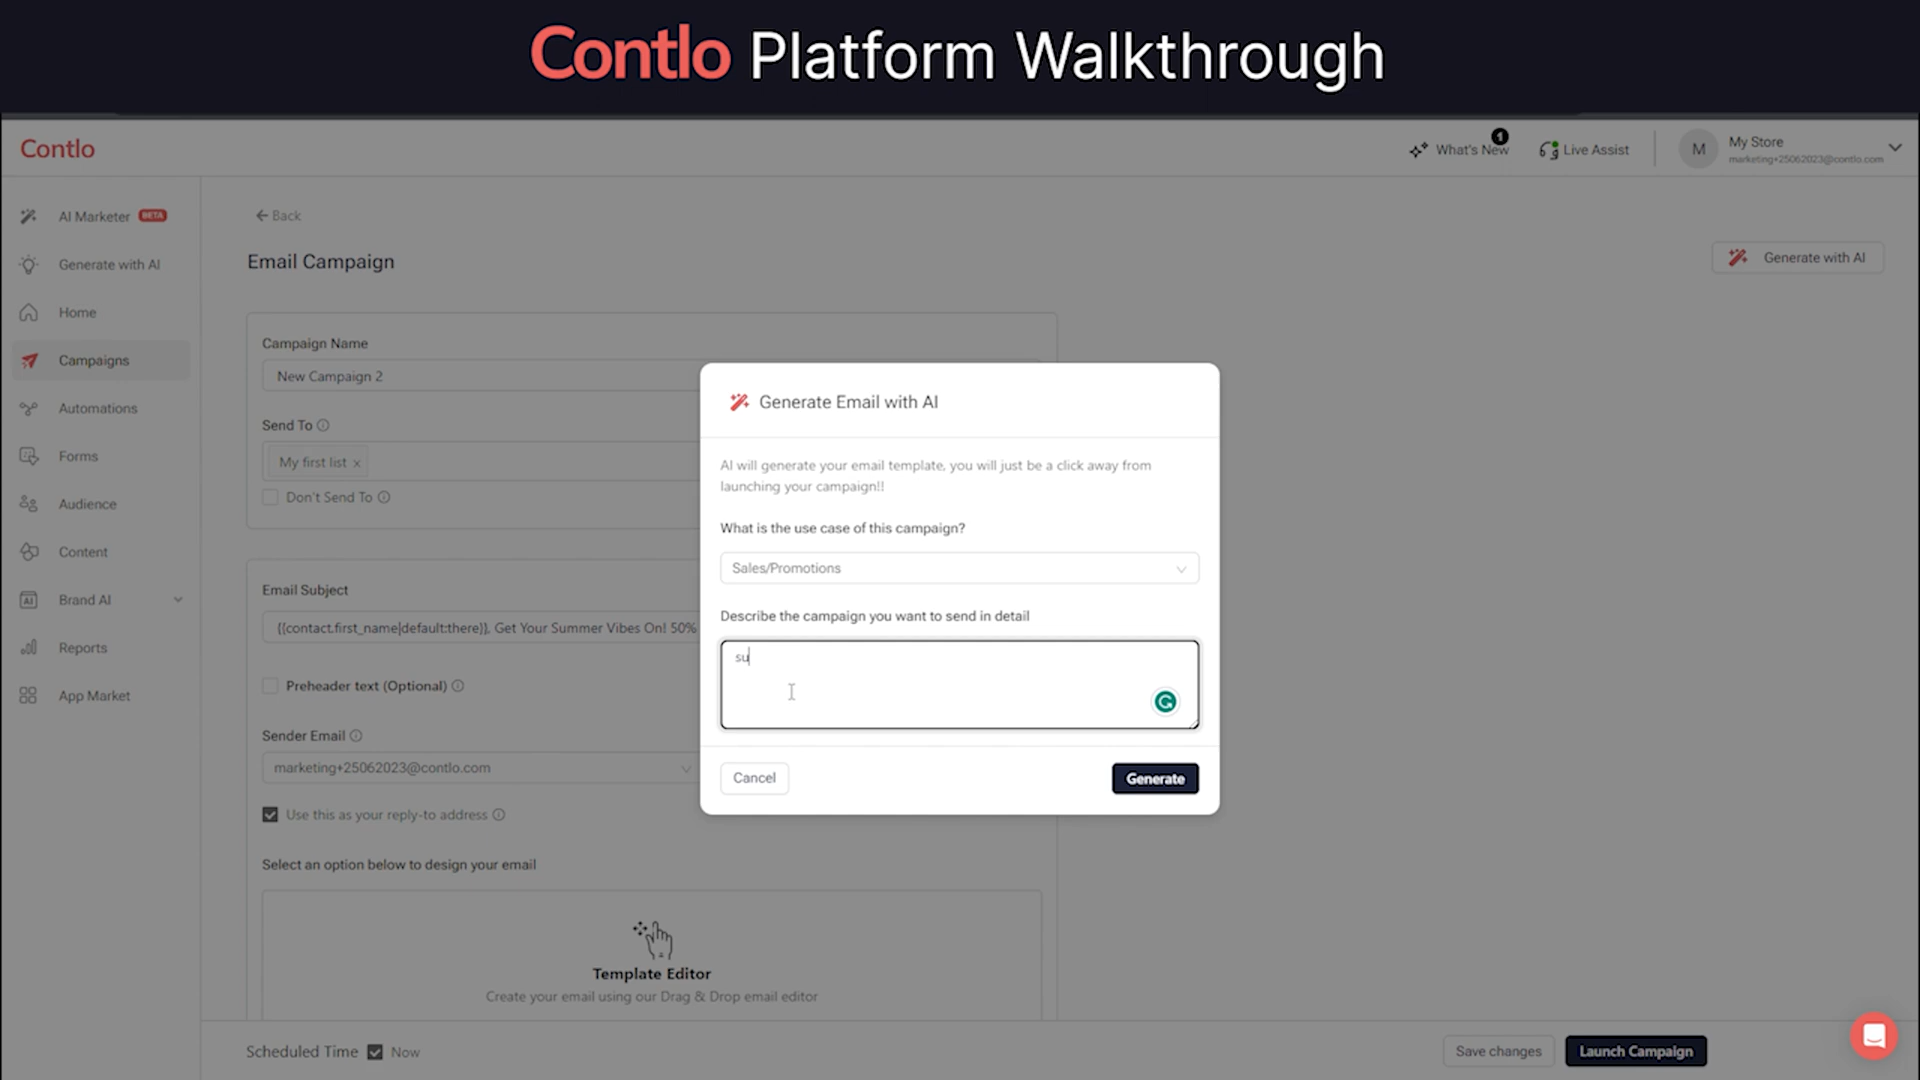 Contlo Platform Walkthrough
Contlo
What's New
1
Live Assist
M
My Store
marketing+25062023@contlo.com
AI Marketer BETA
Generate with AI
Home
Campaigns
Automations
Forms
Audience
Content
AI Brand AI
Reports
App Market
Back
Email Campaign
Generate with AI
Campaign Name
New Campaign 2
Send To
My first list ×
Don't Send To
Email Subject
{{contact.first_name|default:there}}, Get Your Summer Vibes On! 50%
Preheader text (Optional)
Sender Email
marketing+25062023@contlo.com
Use this as your reply-to address
Select an option below to design your email
Template Editor
Create your email using our Drag & Drop email editor
Generate Email with AI
AI will generate your email template, you will just be a click away from
launching your campaign!!
What is the use case of this campaign?
Sales/Promotions
Describe the campaign you want to send in detail
su
Cancel
Generate
Scheduled Time
Now
Save changes
Launch Campaign